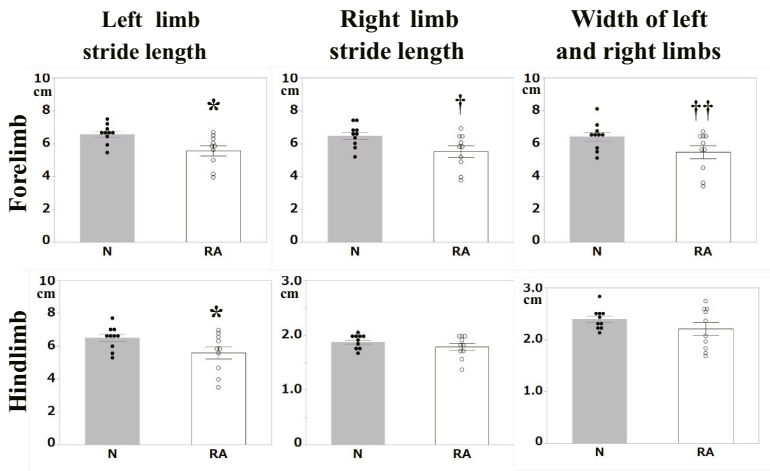 Left limb
stride length
Right limb
stride length
Width of left
and right limbs
Forelimb
10
cm
8
6
4
2
0
*
N
RA
10
cm
8
6
4
2
0
†
N
RA
10
cm
8
6
4
2
0
††
N
RA
Hindlimb
10
cm
8
6
4
2
0
*
N
RA
3.0
cm
2.0
1.0
0
N
RA
3.0
cm
2.0
1.0
0
N
RA